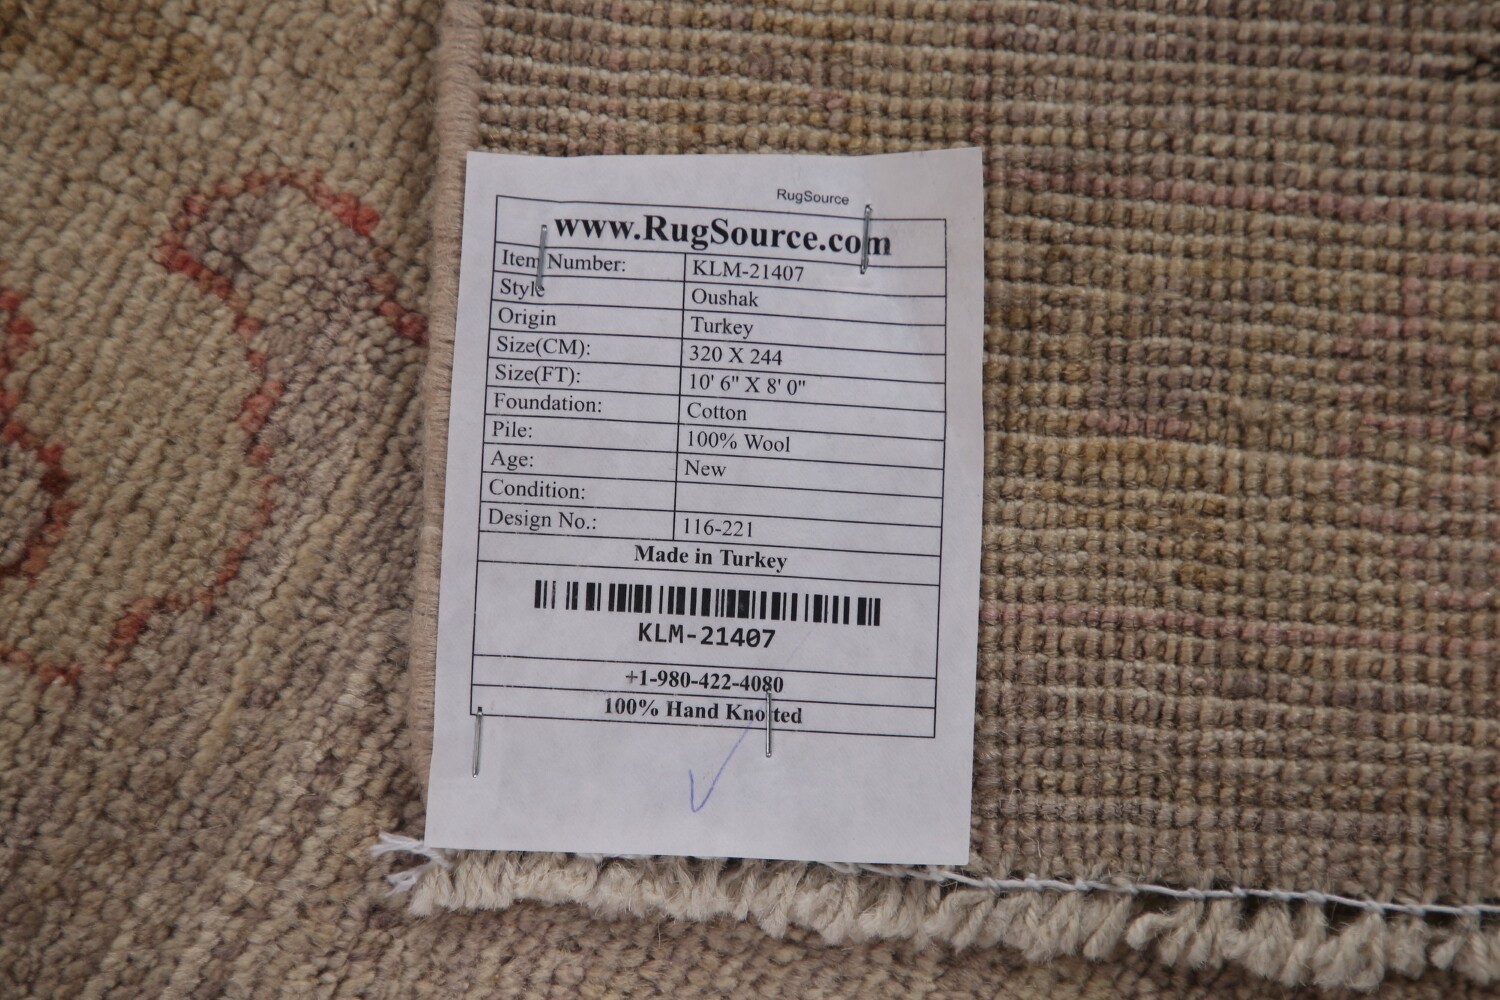 RugSource
www.RugSource.com
Item Number: KLM-21407
Style Oushak
Origin Turkey
Size(CM): 320 X 244
Size(FT): 10' 6" X 8' 0"
Foundation: Cotton
Pile: 100% Wool
Age: New
Condition:
Design No.: 116-221
Made in Turkey
KLM-21407
+1-980-422-4080
100% Hand Knotted